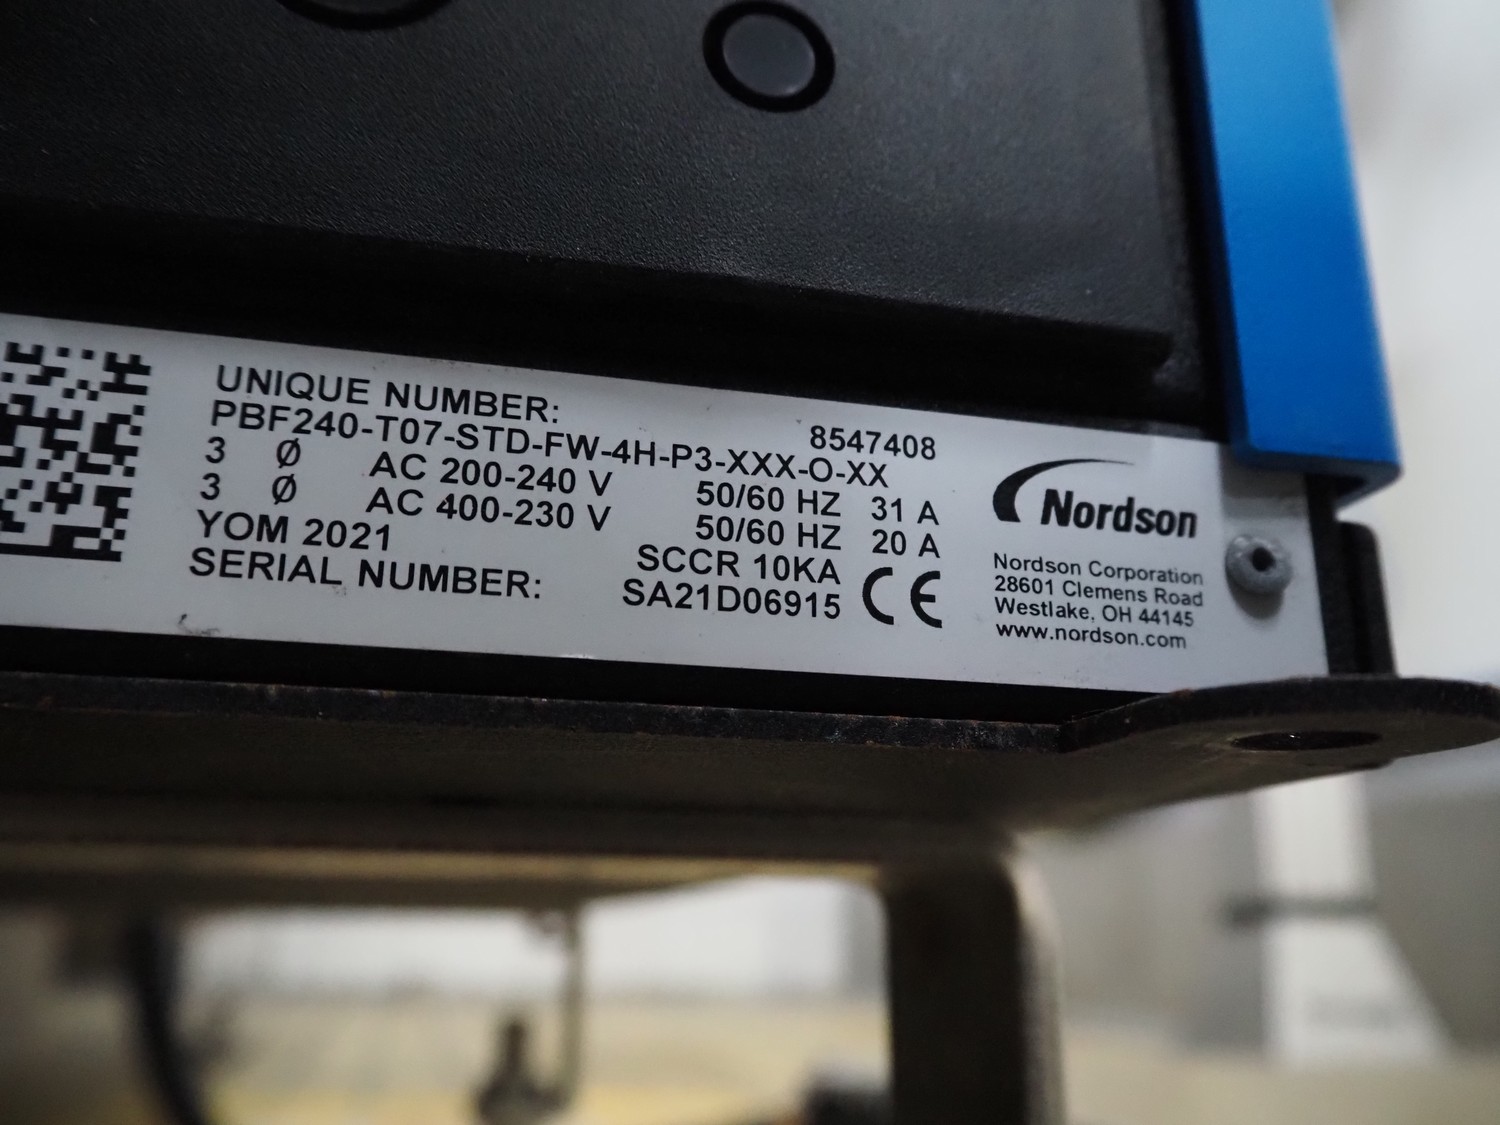 UNIQUE NUMBER: 8547408
PBF240-T07-STD-FW-4H-P3-XXX-O-XX
3 Ø AC 200-240 V 50/60 HZ 31 A
3 Ø AC 400-230 V 50/60 HZ 20 A
YOM 2021 SCCR 10KA
SERIAL NUMBER: SA21D06915 CE
Nordson
Nordson Corporation
28601 Clemens Road
Westlake, OH 44145
www.nordson.com